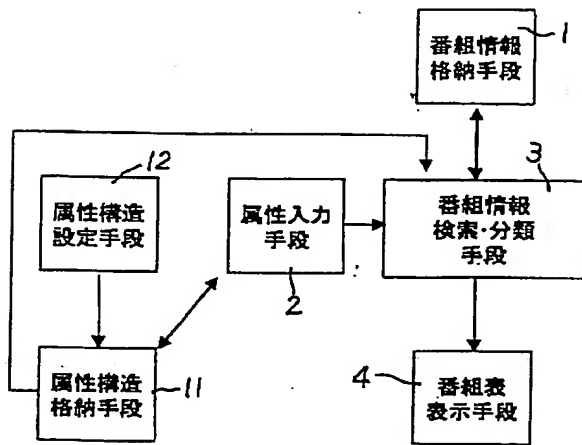 1
番組情報
格納手段
12
3
属性構造
設定手段
属性入力
手段
番組情報
検索・分類
手段
2
属性構造
格納手段
11
4
番組表
表示手段